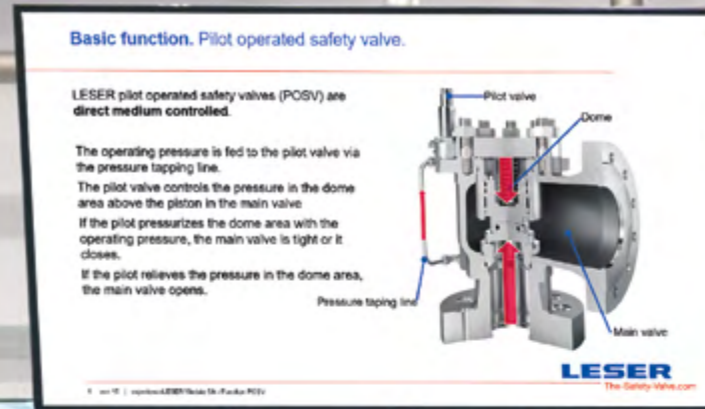 Basic function. Pilot operated safety valve.
LESER pilot operated safety valves (POSV) are
direct medium controlled.
The operating pressure is fed to the pilot valve via
the pressure tapping line.
The pilot valve controls the pressure in the dome
area above the piston in the main valve
If the pilot pressurizes the dome area with the
operating pressure, the main valve is tight or it
closes.
If the pilot relieves the pressure in the dome area,
the main valve opens.
Pilot valve
Dome
Pressure taping line
Main valve
LESER
The-Safety-Valve.com